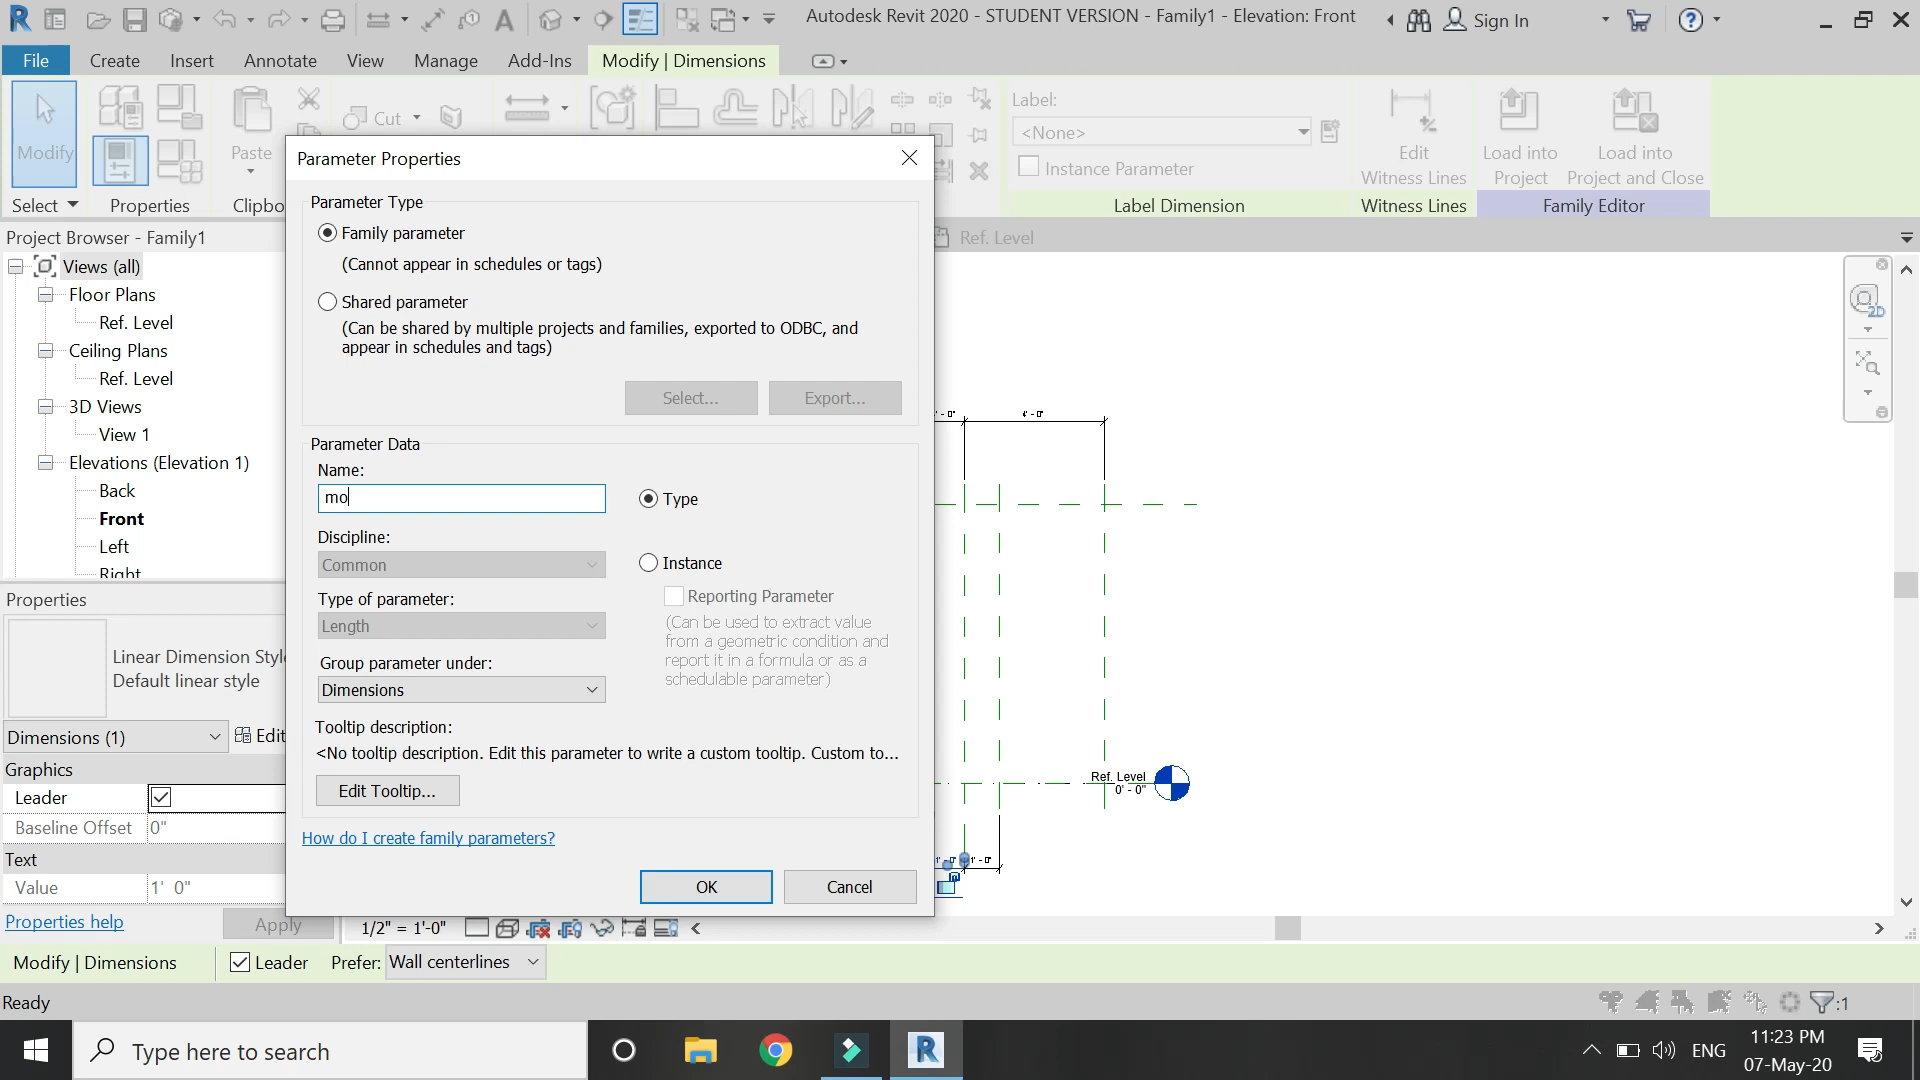 Autodesk Revit 2020 - STUDENT VERSION - Family1 - Elevation: Front
Sign In
File
Create
Insert
Annotate
View
Manage
Add-Ins
Modify | Dimensions
Modify
Select
Properties
Paste
Clipbo
Cut
Label:
<None>
Instance Parameter
Label Dimension
Edit
Witness Lines
Witness Lines
Load into
Project
Load into
Project and Close
Family Editor
Project Browser - Family1
Views (all)
Floor Plans
Ref. Level
Ceiling Plans
Ref. Level
3D Views
View 1
Elevations (Elevation 1)
Back
Front
Left
Right
Properties
Linear Dimension Style
Default linear style
Dimensions (1)
Edit
Graphics
Leader
Baseline Offset 0"
Text
Value 1' 0"
Properties help
Apply
Parameter Properties
Parameter Type
Family parameter
(Cannot appear in schedules or tags)
Shared parameter
(Can be shared by multiple projects and families, exported to ODBC, and
appear in schedules and tags)
Select...
Export...
Parameter Data
Name:
mo
Type
Discipline:
Common
Instance
Reporting Parameter
(Can be used to extract value
from a geometric condition and
report it in a formula or as a
schedulable parameter)
Type of parameter:
Length
Group parameter under:
Dimensions
Tooltip description:
<No tooltip description. Edit this parameter to write a custom tooltip. Custom to...
Edit Tooltip...
How do I create family parameters?
OK
Cancel
Ref. Level
' - 0"
4' - 0"
Ref. Level
0' - 0"
1' - 0"
1' - 0"
2D
1/2" = 1'-0"
Modify | Dimensions
Leader
Prefer:
Wall centerlines
Ready
:1
Type here to search
ENG
11:23 PM
07-May-20